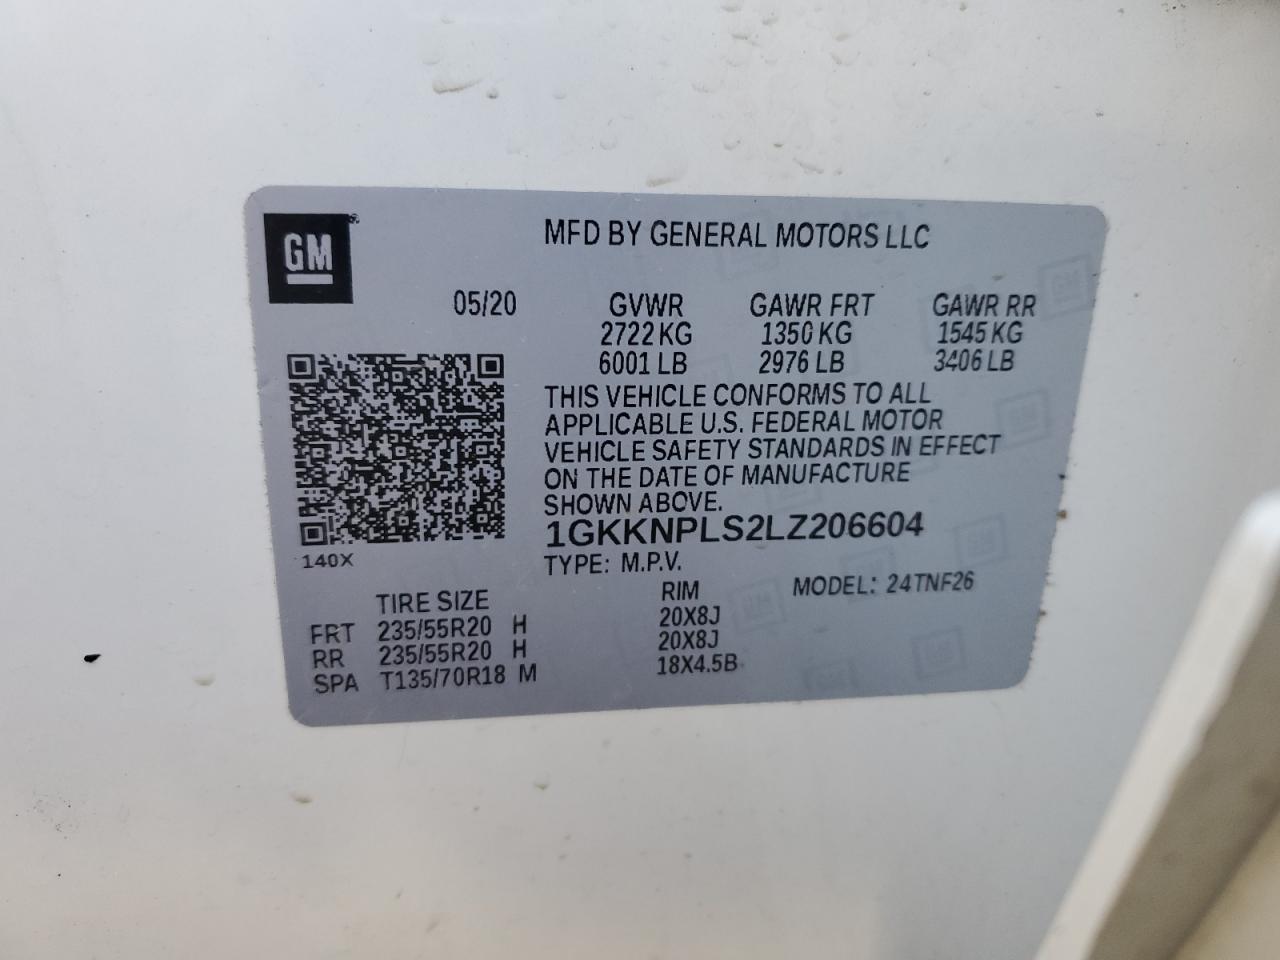 GM
MFD BY GENERAL MOTORS LLC
05/20 GVWR GAWR FRT GAWR RR
2722 KG 1350 KG 1545 KG
6001 LB 2976 LB 3406 LB
THIS VEHICLE CONFORMS TO ALL
APPLICABLE U.S. FEDERAL MOTOR
VEHICLE SAFETY STANDARDS IN EFFECT
ON THE DATE OF MANUFACTURE
SHOWN ABOVE.
1GKKNPLS2LZ206604
140X
TYPE: M.P.V.
MODEL: 24TNF26
TIRE SIZE RIM
FRT 235/55R20 H 20X8J
RR 235/55R20 H 20X8J
SPA T135/70R18 M 18X4.5B